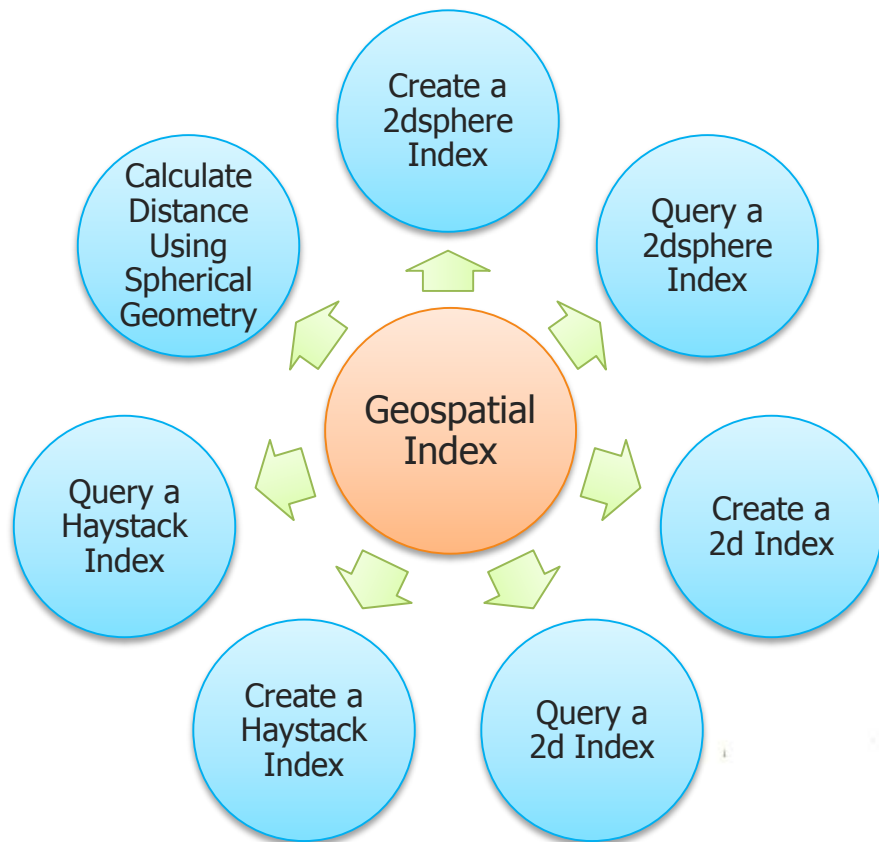 Create a
2dsphere
Index
Query a
2dsphere
Index
Create a
2d Index
Query a
2d Index
Create a
Haystack
Index
Query a
Haystack
Index
Calculate
Distance
Using
Spherical
Geometry
Geospatial
Index